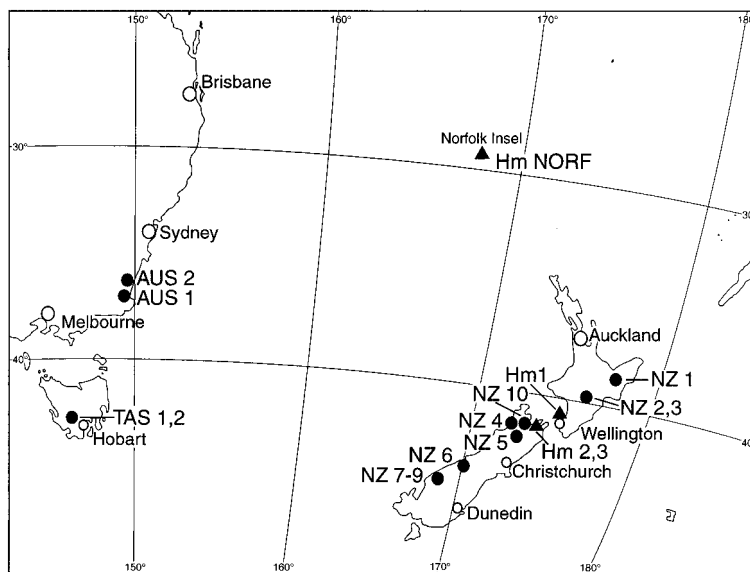 150°
160°
170°
180°
Brisbane
Norfolk Insel
30°
Hm NORF
30°
Sydney
AUS 2
AUS 1
Melbourne
Auckland
40°
Hm1
NZ 1
NZ 10
40°
NZ 2,3
TAS 1,2
NZ 4
Hobart
NZ 5
Wellington
NZ 6
Hm 2,3
Christchurch
NZ 7-9
Dunedin
150°
160°
170°
180°